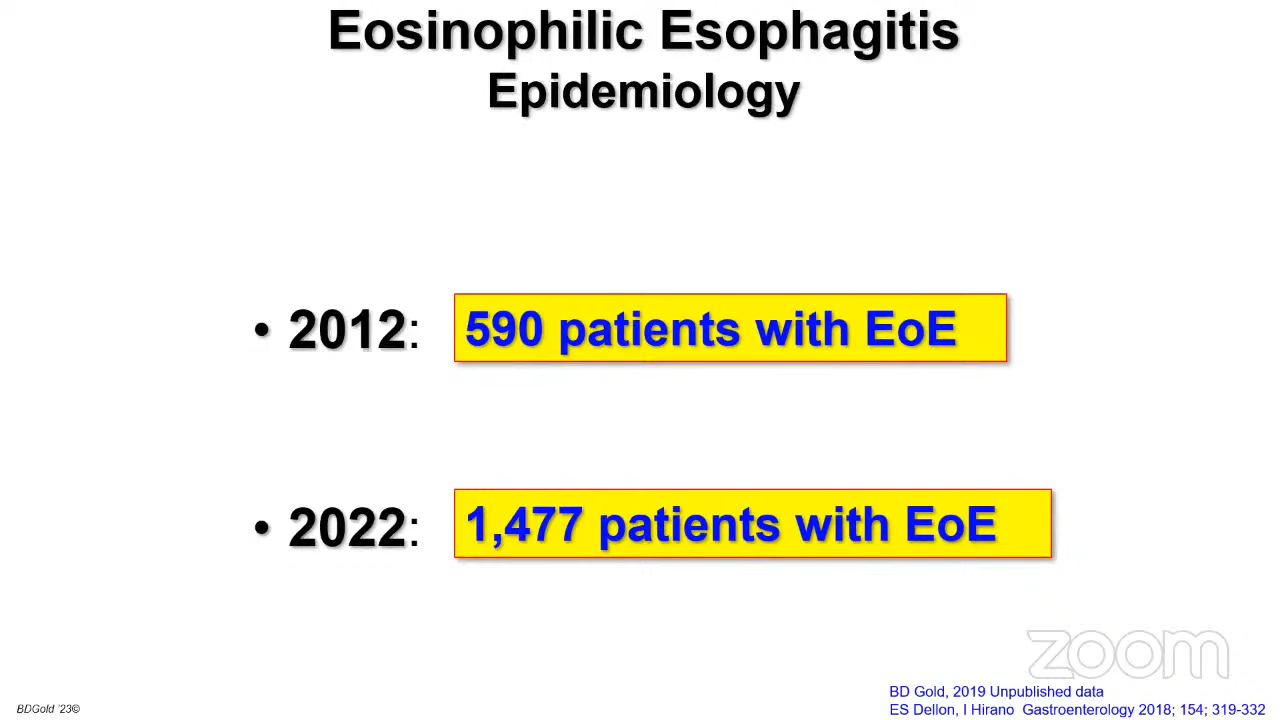 Eosinophilic Esophagitis
Epidemiology
• 2012: 590 patients with EoE
• 2022: 1,477 patients with EoE
zoom
BD Gold, 2019 Unpublished data
ES Dellon, I Hirano Gastroenterology 2018; 154; 319-332
BDGold '23©